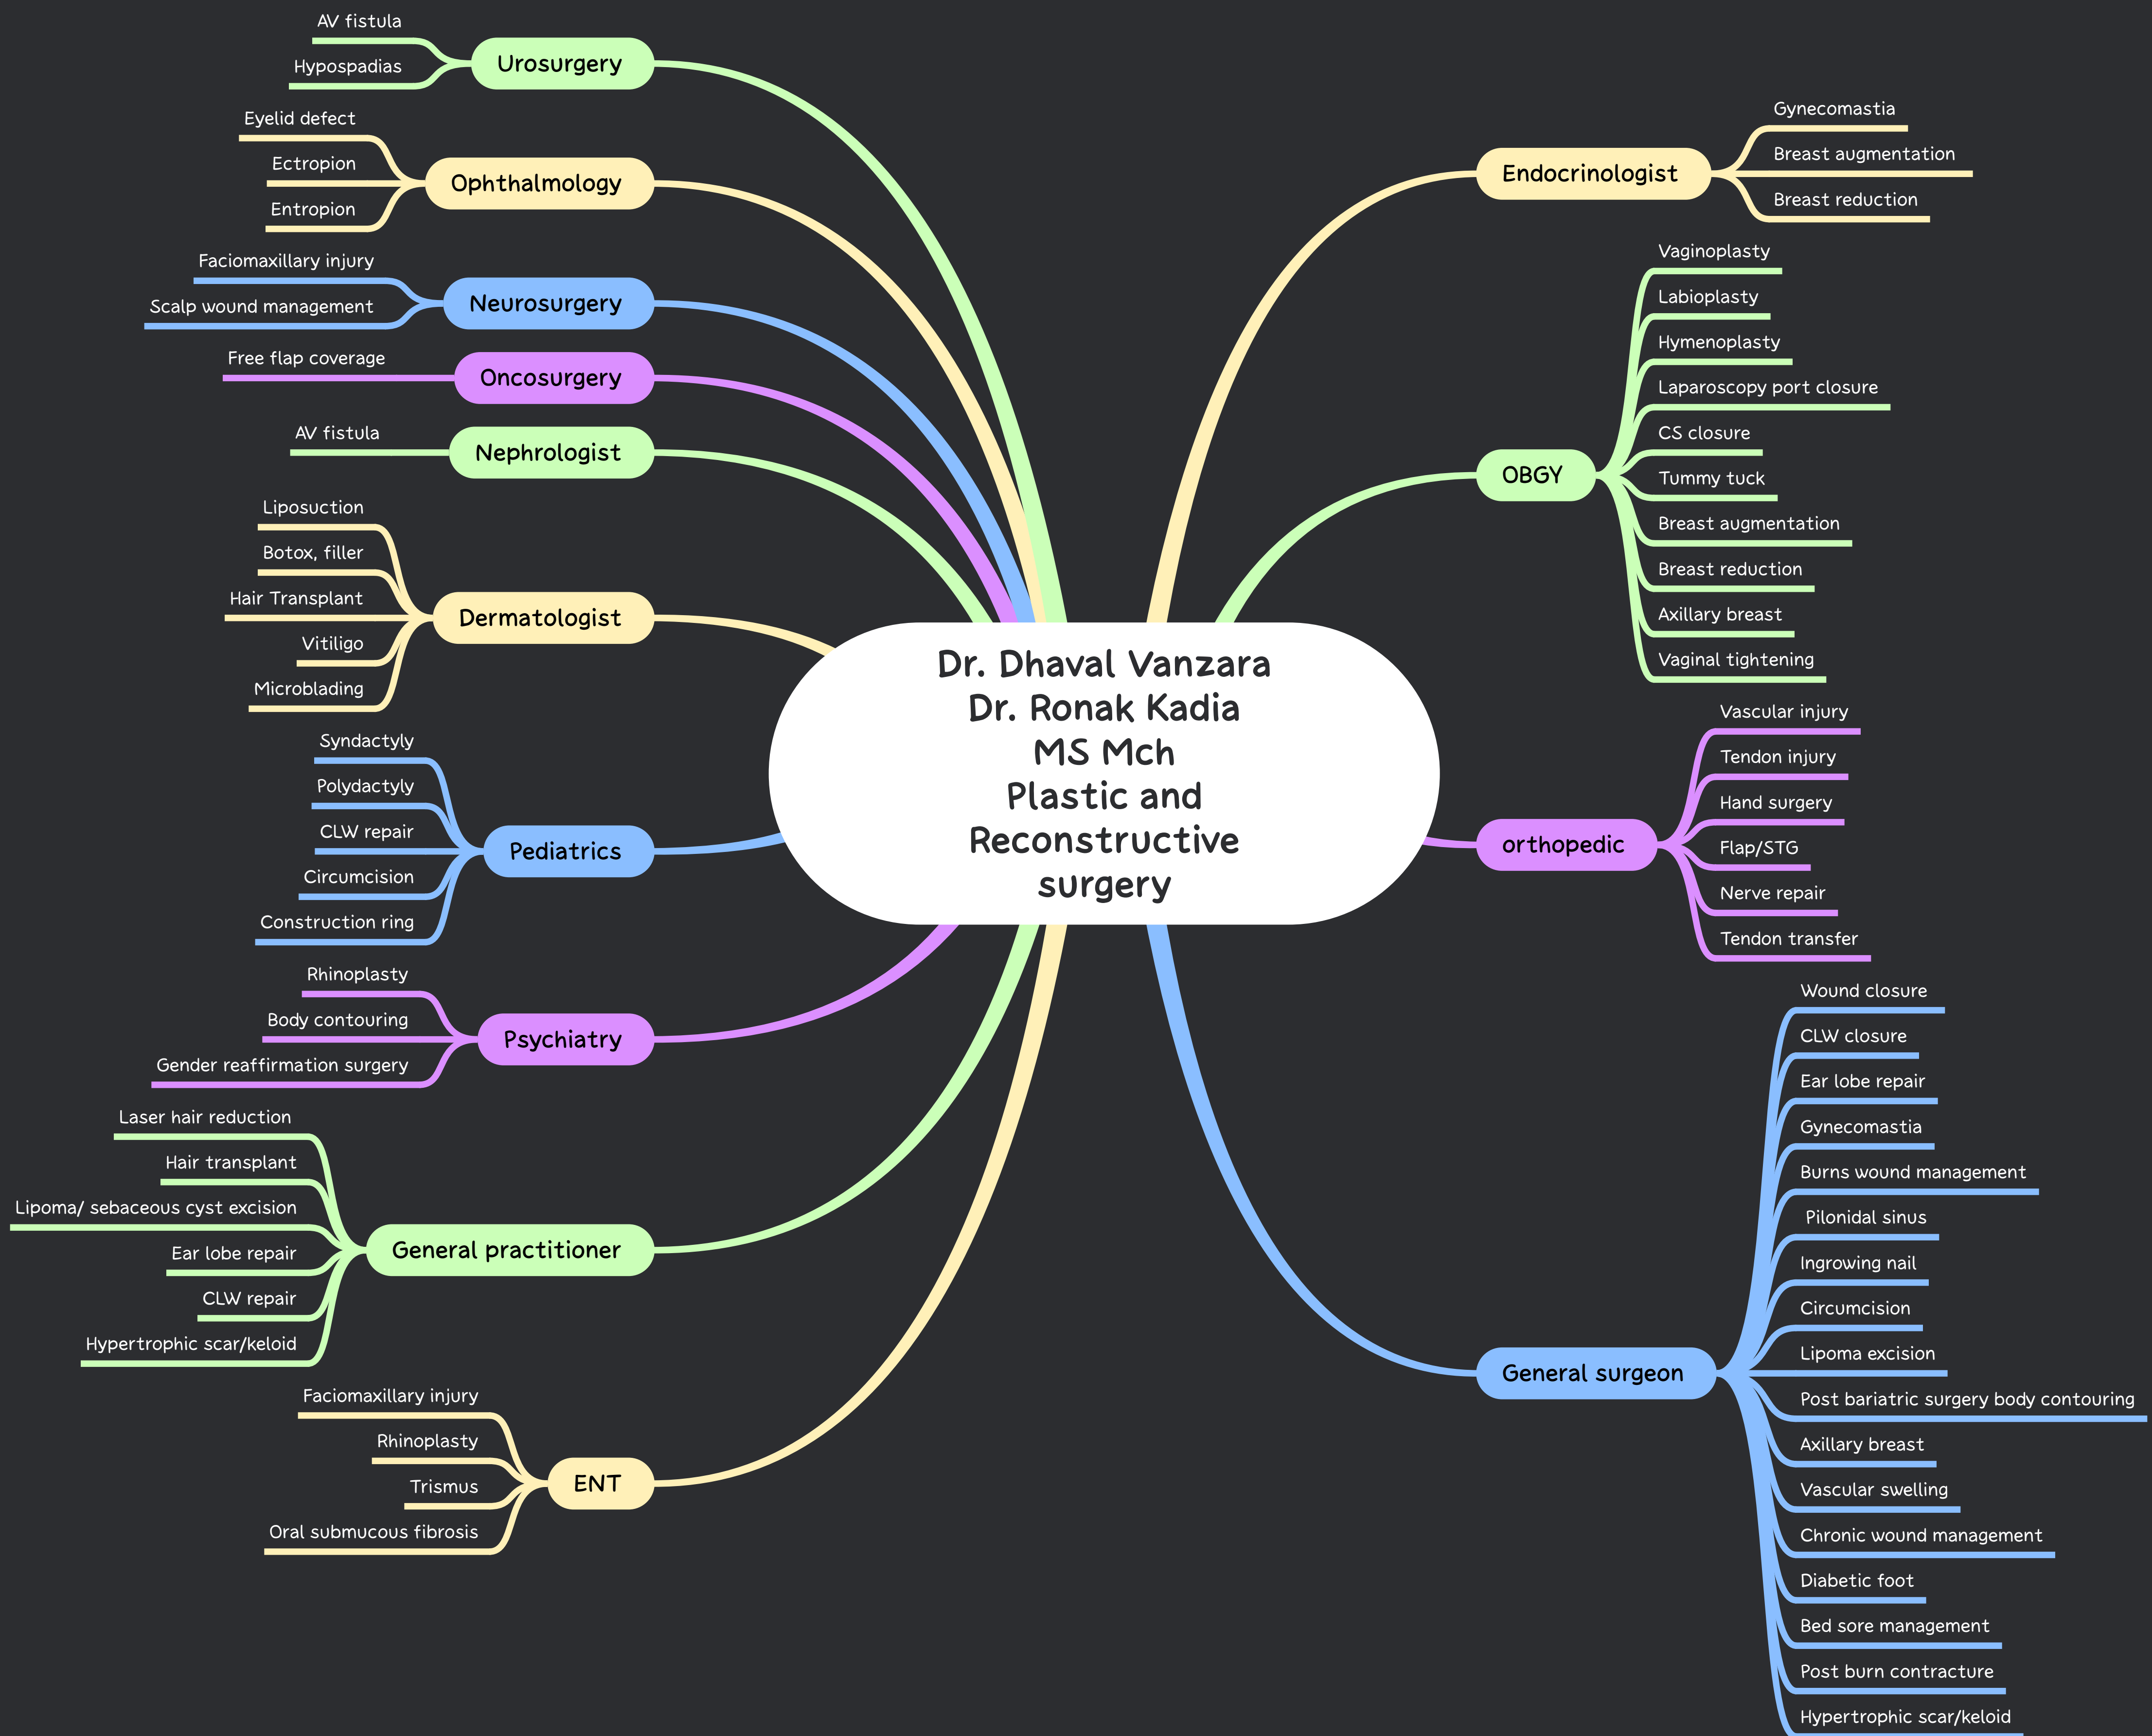 Dr. Dhaval Vanzara
Dr. Ronak Kadia
MS Mch
Plastic and
Reconstructive
surgery
Urosurgery
AV fistula
Hypospadias
Ophthalmology
Eyelid defect
Ectropion
Entropion
Neurosurgery
Faciomaxillary injury
Scalp wound management
Oncosurgery
Free flap coverage
Nephrologist
AV fistula
Dermatologist
Liposuction
Botox, filler
Hair Transplant
Vitiligo
Microblading
Pediatrics
Syndactyly
Polydactyly
CLW repair
Circumcision
Construction ring
Psychiatry
Rhinoplasty
Body contouring
Gender reaffirmation surgery
General practitioner
Laser hair reduction
Hair transplant
Lipoma/ sebaceous cyst excision
Ear lobe repair
CLW repair
Hypertrophic scar/keloid
ENT
Faciomaxillary injury
Rhinoplasty
Trismus
Oral submucous fibrosis
Endocrinologist
Gynecomastia
Breast augmentation
Breast reduction
OBGY
Vaginoplasty
Labioplasty
Hymenoplasty
Laparoscopy port closure
CS closure
Tummy tuck
Breast augmentation
Breast reduction
Axillary breast
Vaginal tightening
orthopedic
Vascular injury
Tendon injury
Hand surgery
Flap/STG
Nerve repair
Tendon transfer
General surgeon
Wound closure
CLW closure
Ear lobe repair
Gynecomastia
Burns wound management
Pilonidal sinus
Ingrowing nail
Circumcision
Lipoma excision
Post bariatric surgery body contouring
Axillary breast
Vascular swelling
Chronic wound management
Diabetic foot
Bed sore management
Post burn contracture
Hypertrophic scar/keloid